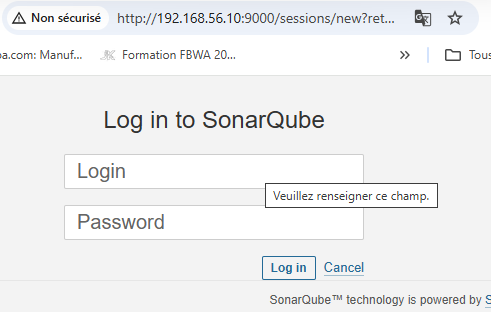 Non sécurisé http://192.168.56.10:9000/sessions/new?ret...
oa.com: Manuf... Formation FBWA 20... » Tous
Log in to SonarQube
Login
Veuillez renseigner ce champ.
Password
Log in Cancel
SonarQube™ technology is powered by S